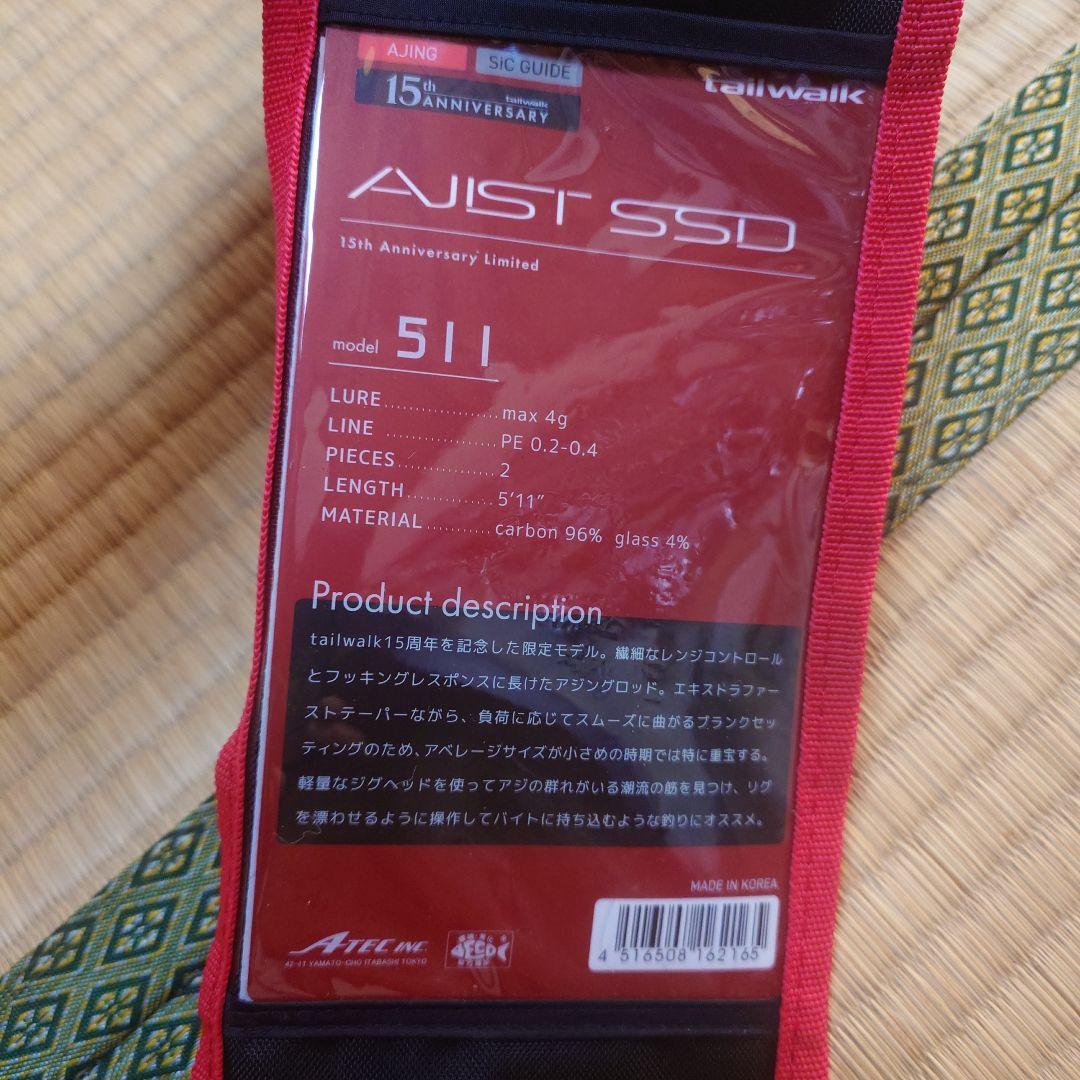 AJING
SiC GUIDE
tailwalk
15th ANNIVERSARY
tailwalk
AJIST SSD
15th Anniversary Limited
model 511
LURE................... max 4g
LINE .................. PE 0.2-0.4
PIECES................ 2
LENGTH.............. 5'11"
MATERIAL........... carbon 96% glass 4%
Product description
tailwalk15周年を記念した限定モデル。繊細なレンジコントロール
とフッキングレスポンスに長けたアジングロッド。エキストラファー
ストテーパーながら、負荷に応じてスムーズに曲がるブランクセッ
ティングのため、アベレージサイズが小さめの時期では特に重宝する。
軽量なジグヘッドを使ってアジの群れがいる潮流の筋を見つけ、リグ
を漂わせるように操作してバイトに持ち込むような釣りにオススメ。
MADE IN KOREA
ATEC INC.
42-11 YAMATO-CHO ITABASHI TOKYO
4 516508 162165